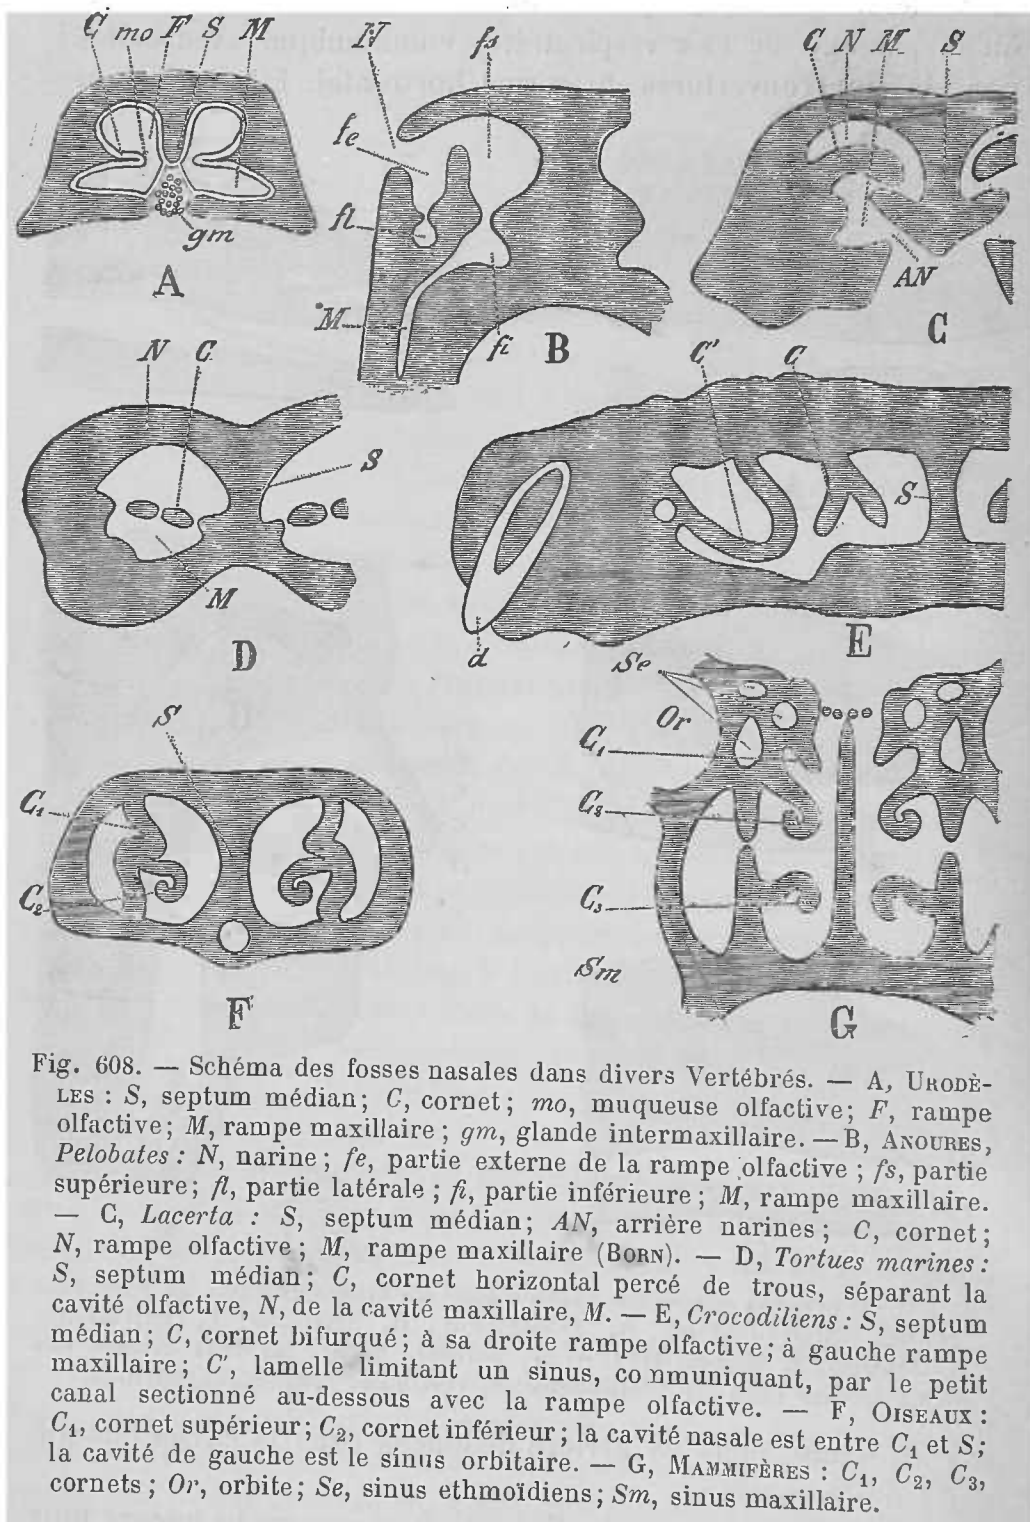 C mo F S M
gm
A
N fs
fe
fl
M
fi
B
C N M S
AN
C
N C
S
M
D
C' C
S
d
E
S
C₁
C₂
F
Se
Or
C₁
C₂
C₃
Sm
G
Fig. 608. — Schéma des fosses nasales dans divers Vertébrés. — A, URODÈ-
LES : S, septum médian; C, cornet; mo, muqueuse olfactive; F, rampe
olfactive; M, rampe maxillaire; gm, glande intermaxillaire. — B, ANOURES,
Pelobates : N, narine; fe, partie externe de la rampe olfactive; fs, partie
supérieure; fl, partie latérale; fi, partie inférieure; M, rampe maxillaire.
— C, Lacerta : S, septum médian; AN, arrière narines; C, cornet;
N, rampe olfactive; M, rampe maxillaire (BORN). — D, Tortues marines :
S, septum médian; C, cornet horizontal percé de trous, séparant la
cavité olfactive, N, de la cavité maxillaire, M. — E, Crocodiliens : S, septum
médian; C, cornet bifurqué; à sa droite rampe olfactive; à gauche rampe
maxillaire; C', lamelle limitant un sinus, communiquant, par le petit
canal sectionné au-dessous avec la rampe olfactive. — F, OISEAUX :
C₁, cornet supérieur; C₂, cornet inférieur; la cavité nasale est entre C₁ et S;
la cavité de gauche est le sinus orbitaire. — G, MAMMIFÈRES : C₁, C₂, C₃,
cornets; Or, orbite; Se, sinus ethmoïdiens; Sm, sinus maxillaire.